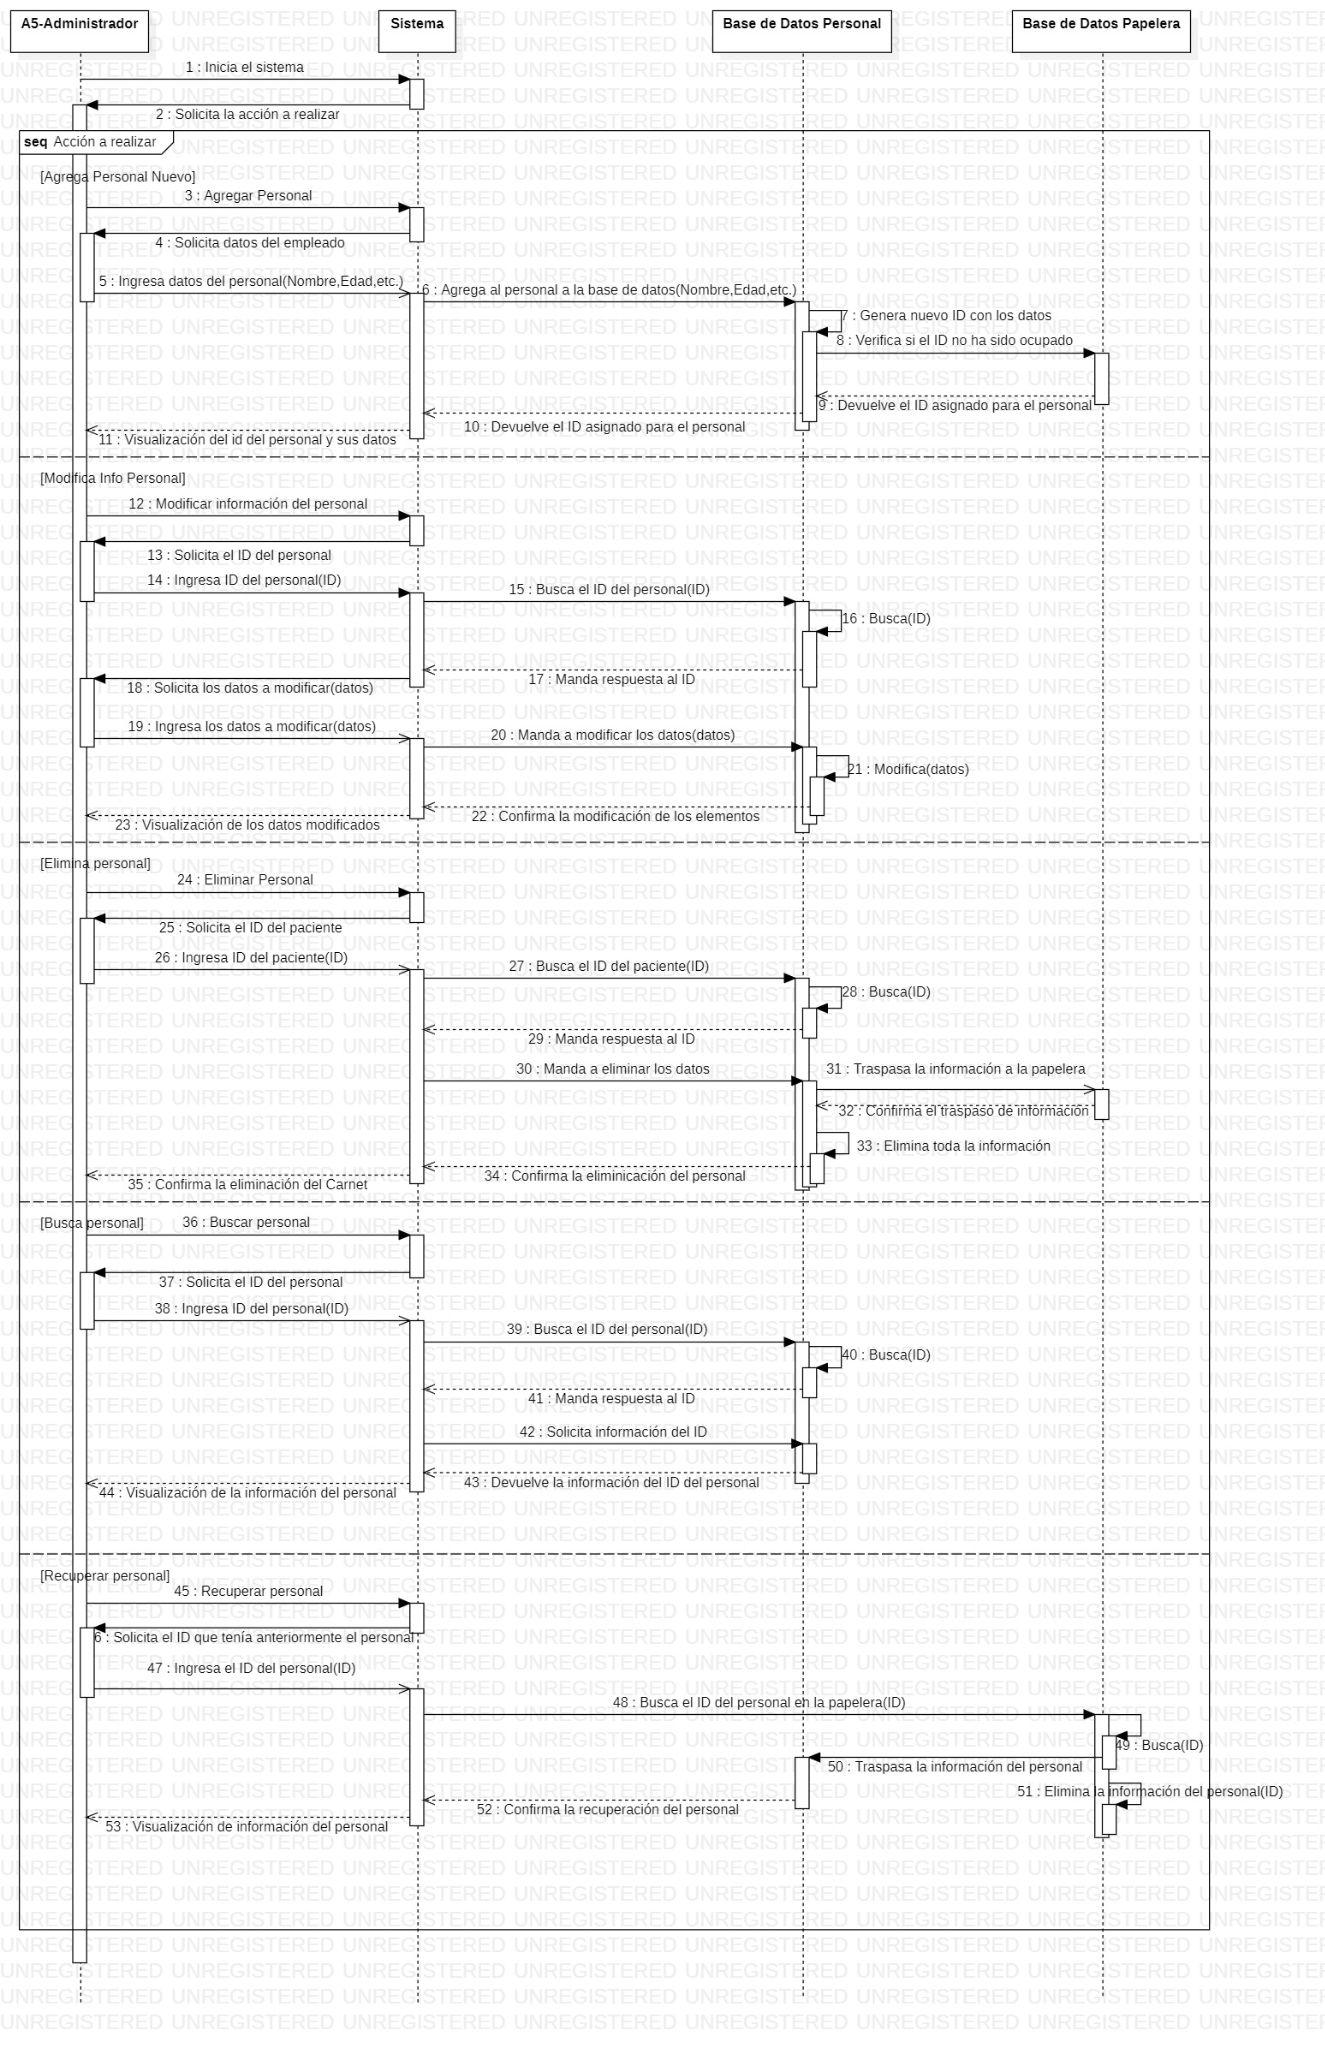 A5-Administrador
Sistema
Base de Datos Personal
Base de Datos Papelera
1 : Inicia el sistema
2 : Solicita la acción a realizar
seq Acción a realizar
[Agrega Personal Nuevo]
3 : Agregar Personal
4 : Solicita datos del empleado
5 : Ingresa datos del personal(Nombre,Edad,etc.)
6 : Agrega al personal a la base de datos(Nombre,Edad,etc.)
7 : Genera nuevo ID con los datos
8 : Verifica si el ID no ha sido ocupado
9 : Devuelve el ID asignado para el personal
10 : Devuelve el ID asignado para el personal
11 : Visualización del id del personal y sus datos
[Modifica Info Personal]
12 : Modificar información del personal
13 : Solicita el ID del personal
14 : Ingresa ID del personal(ID)
15 : Busca el ID del personal(ID)
16 : Busca(ID)
17 : Manda respuesta al ID
18 : Solicita los datos a modificar(datos)
19 : Ingresa los datos a modificar(datos)
20 : Manda a modificar los datos(datos)
21 : Modifica(datos)
22 : Confirma la modificación de los elementos
23 : Visualización de los datos modificados
[Elimina personal]
24 : Eliminar Personal
25 : Solicita el ID del paciente
26 : Ingresa ID del paciente(ID)
27 : Busca el ID del paciente(ID)
28 : Busca(ID)
29 : Manda respuesta al ID
30 : Manda a eliminar los datos
31 : Traspasa la información a la papelera
32 : Confirma el traspaso de información
33 : Elimina toda la información
34 : Confirma la eliminicación del personal
35 : Confirma la eliminación del Carnet
[Busca personal]
36 : Buscar personal
37 : Solicita el ID del personal
38 : Ingresa ID del personal(ID)
39 : Busca el ID del personal(ID)
40 : Busca(ID)
41 : Manda respuesta al ID
42 : Solicita información del ID
43 : Devuelve la información del ID del personal
44 : Visualización de la información del personal
[Recuperar personal]
45 : Recuperar personal
6 : Solicita el ID que tenía anteriormente el personal
47 : Ingresa el ID del personal(ID)
48 : Busca el ID del personal en la papelera(ID)
49 : Busca(ID)
50 : Traspasa la información del personal
51 : Elimina la información del personal(ID)
52 : Confirma la recuperación del personal
53 : Visualización de información del personal
UNREGISTERED